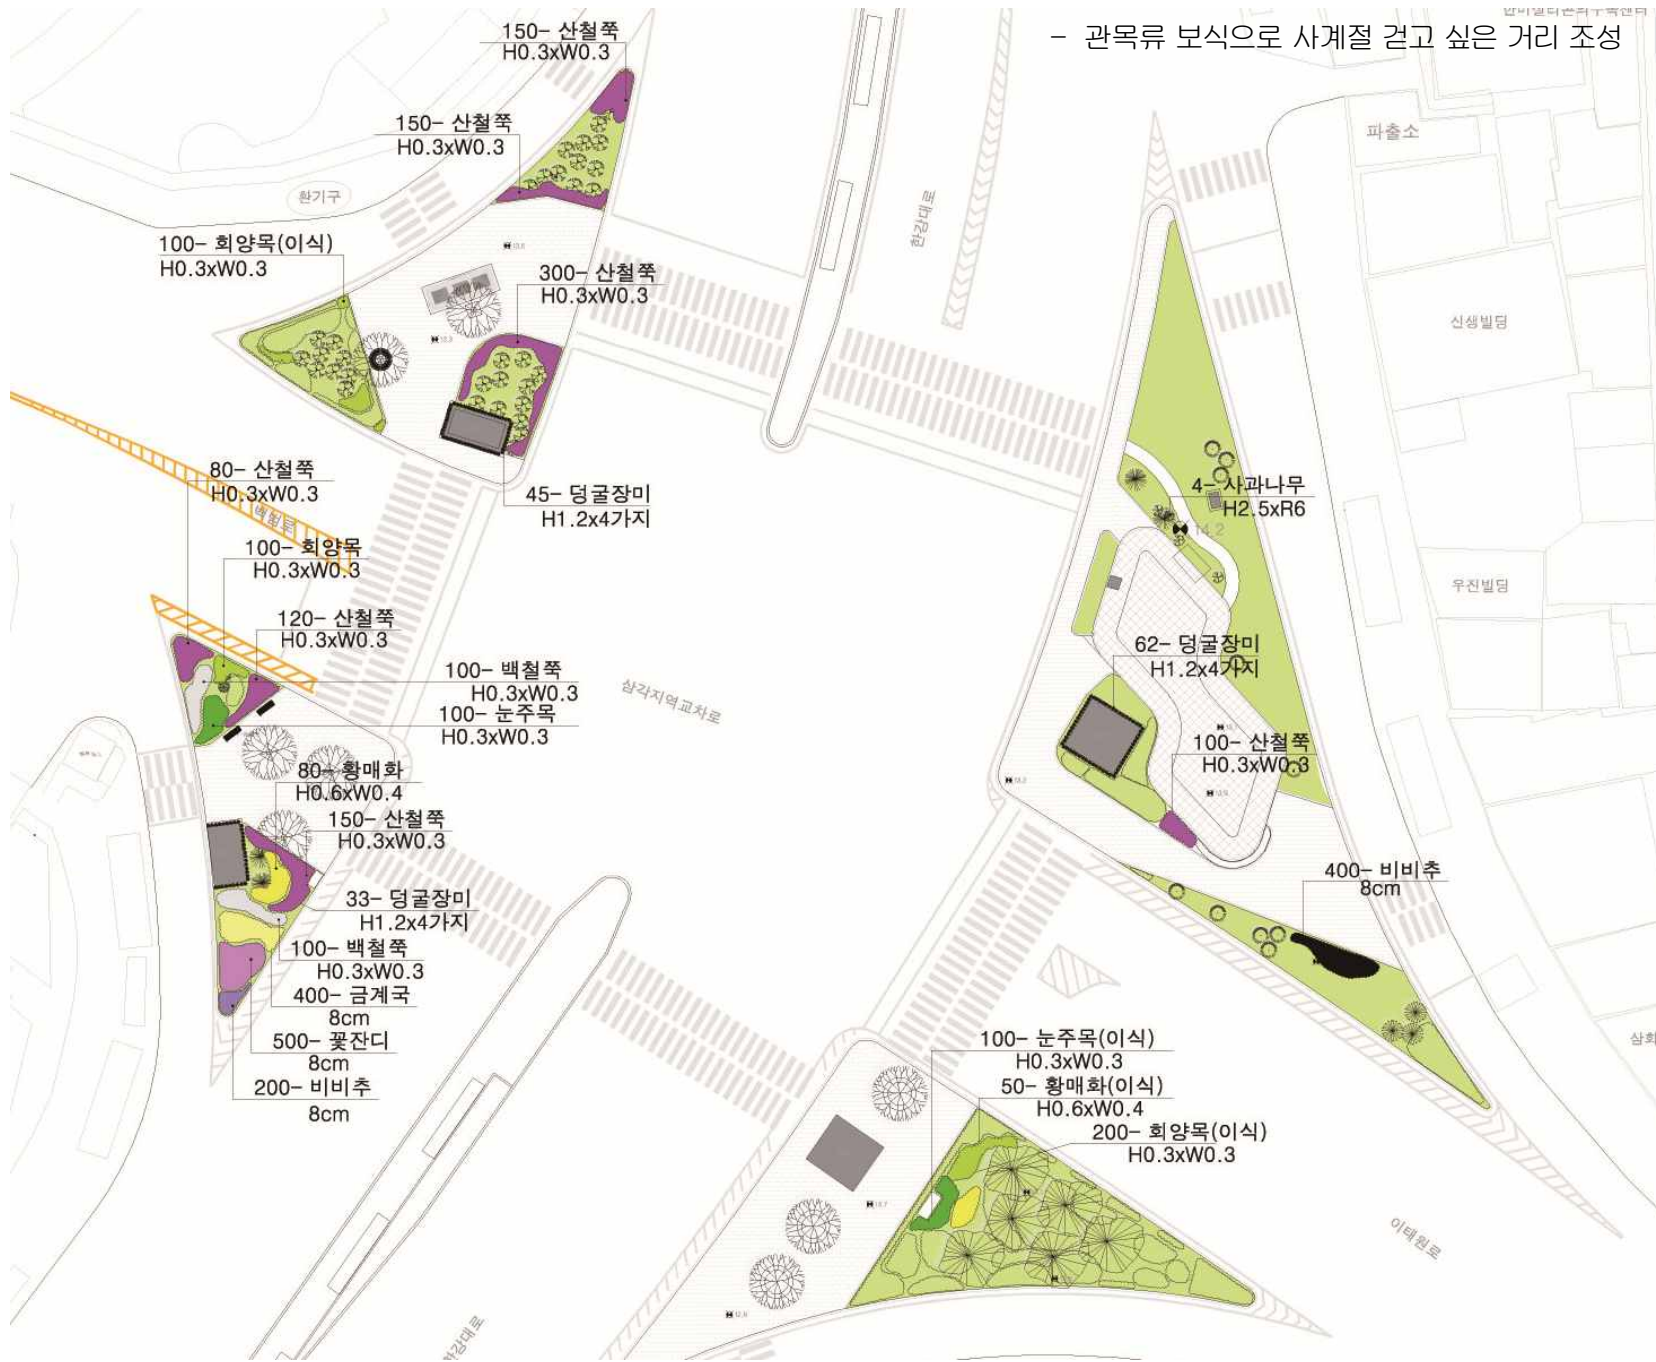 - 관목류 보식으로 사계절 걷고 싶은 거리 조성
150- 산철쭉
H0.3xW0.3
150- 산철쭉
H0.3xW0.3
파출소
환기구
한강대로
100- 회양목(이식)
H0.3xW0.3
300- 산철쭉
H0.3xW0.3
신생빌딩
80- 산철쭉
H0.3xW0.3
45- 덩굴장미
H1.2x4가지
4- 사과나무
H2.5xR6
14.2
백범로
100- 회양목
H0.3xW0.3
우진빌딩
120- 산철쭉
H0.3xW0.3
62- 덩굴장미
H1.2x4가지
100- 백철쭉
H0.3xW0.3
삼각지역교차로
100- 눈주목
H0.3xW0.3
100- 산철쭉
H0.3xW0.3
80- 황매화
H0.6xW0.4
150- 산철쭉
H0.3xW0.3
400- 비비추
8cm
33- 덩굴장미
H1.2x4가지
100- 백철쭉
H0.3xW0.3
400- 금계국
8cm
500- 꽃잔디
8cm
200- 비비추
8cm
100- 눈주목(이식)
H0.3xW0.3
50- 황매화(이식)
H0.6xW0.4
200- 회양목(이식)
H0.3xW0.3
삼화
이태원로
한강대로